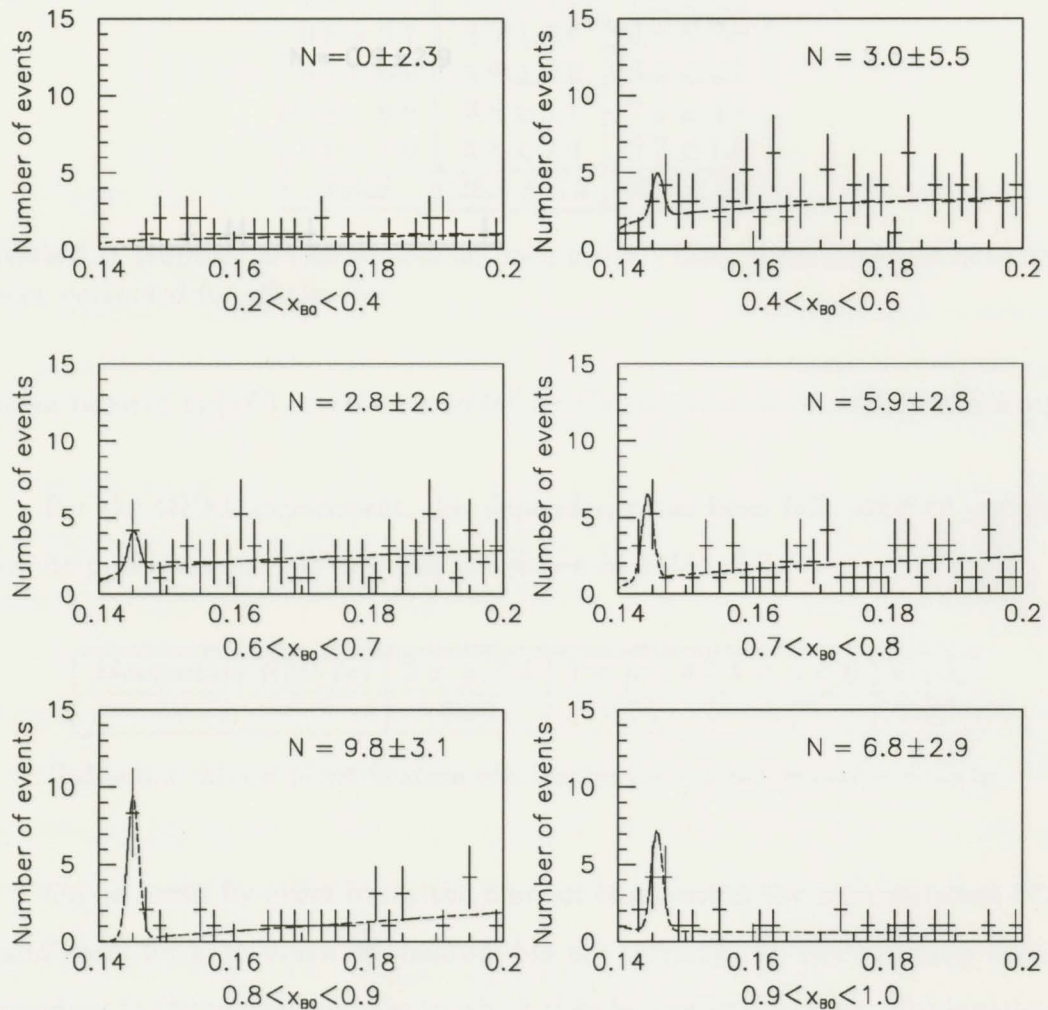 15
10
5
0
Number of events
N = 0±2.3
0.14 0.16 0.18 0.2
0.2<x_B0<0.4
15
10
5
0
Number of events
N = 3.0±5.5
0.14 0.16 0.18 0.2
0.4<x_B0<0.6
15
10
5
0
Number of events
N = 2.8±2.6
0.14 0.16 0.18 0.2
0.6<x_B0<0.7
15
10
5
0
Number of events
N = 5.9±2.8
0.14 0.16 0.18 0.2
0.7<x_B0<0.8
15
10
5
0
Number of events
N = 9.8±3.1
0.14 0.16 0.18 0.2
0.8<x_B0<0.9
15
10
5
0
Number of events
N = 6.8±2.9
0.14 0.16 0.18 0.2
0.9<x_B0<1.0